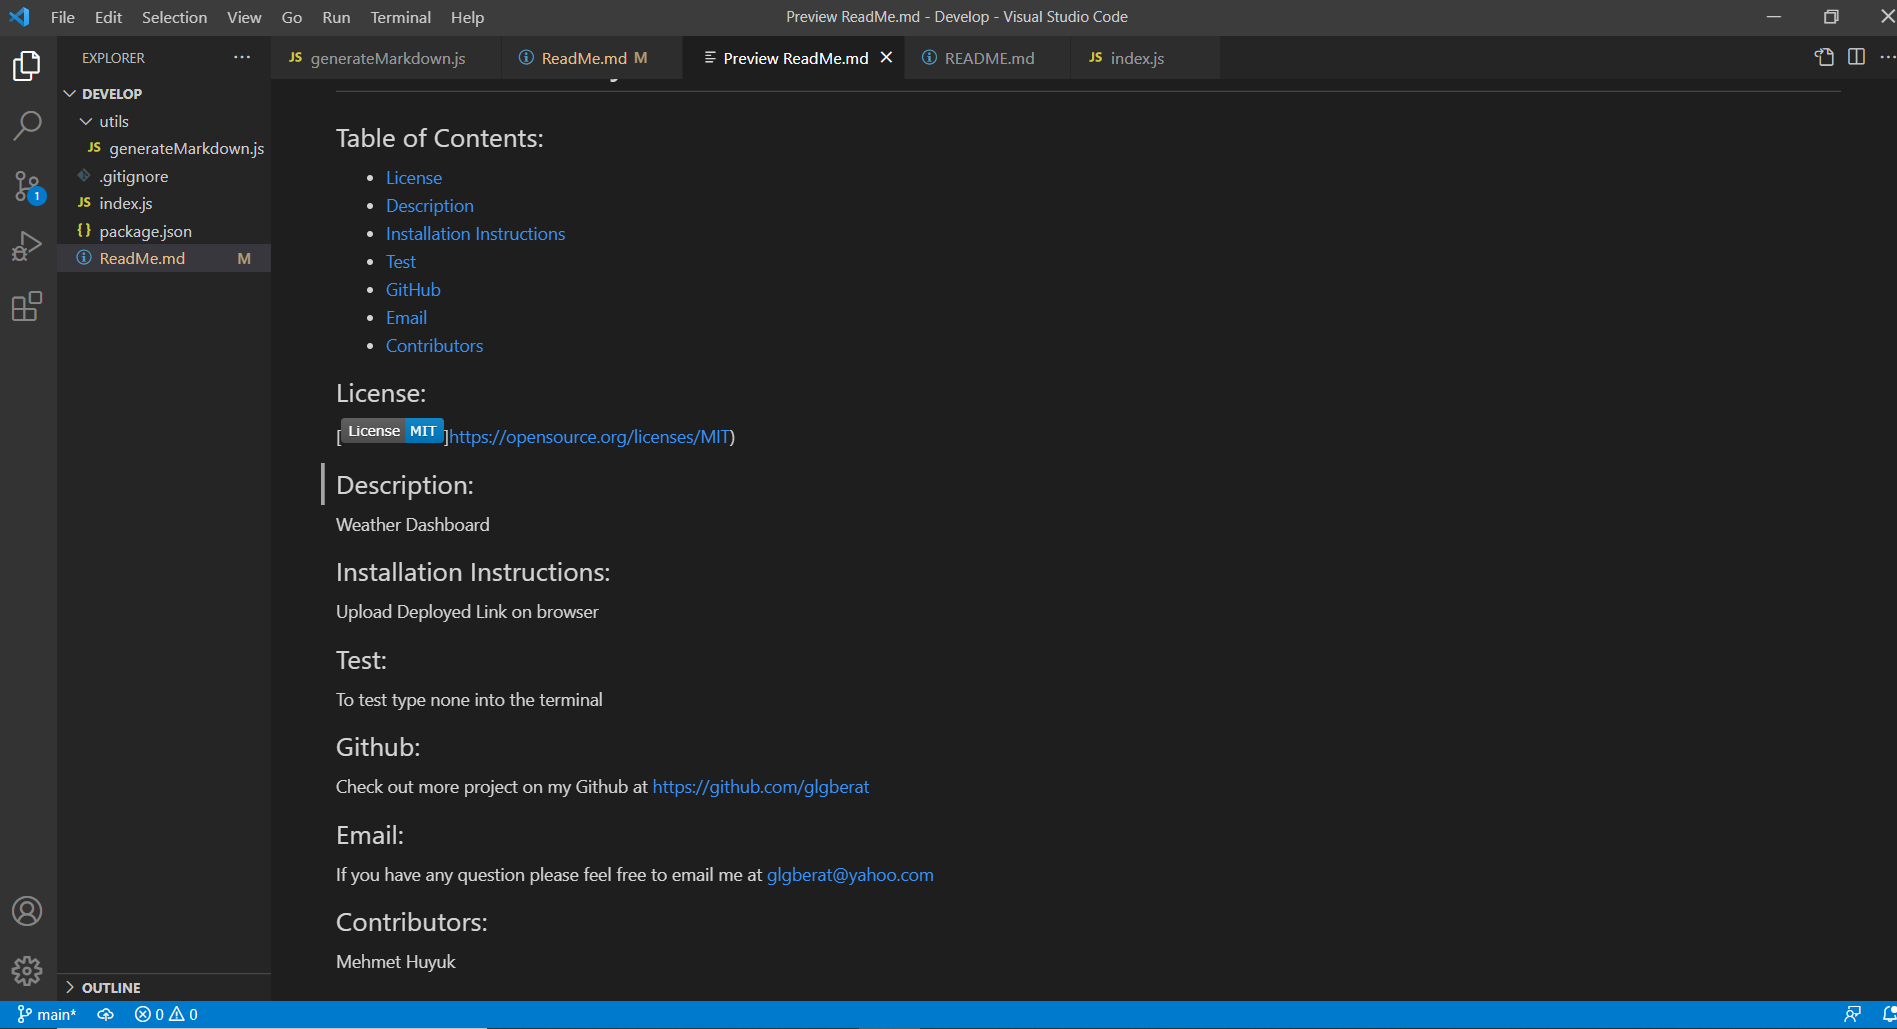 File Edit Selection View Go Run Terminal Help
Preview ReadMe.md - Develop - Visual Studio Code
EXPLORER
JS generateMarkdown.js
ReadMe.md M
Preview ReadMe.md
README.md
JS index.js
DEVELOP
utils
JS generateMarkdown.js
.gitignore
JS index.js
{} package.json
ReadMe.md M
1
Table of Contents:
• License
• Description
• Installation Instructions
• Test
• GitHub
• Email
• Contributors
License:
[License MIT]https://opensource.org/licenses/MIT)
Description:
Weather Dashboard
Installation Instructions:
Upload Deployed Link on browser
Test:
To test type none into the terminal
Github:
Check out more project on my Github at https://github.com/glgberat
Email:
If you have any question please feel free to email me at glgberat@yahoo.com
Contributors:
Mehmet Huyuk
OUTLINE
main* 0 0